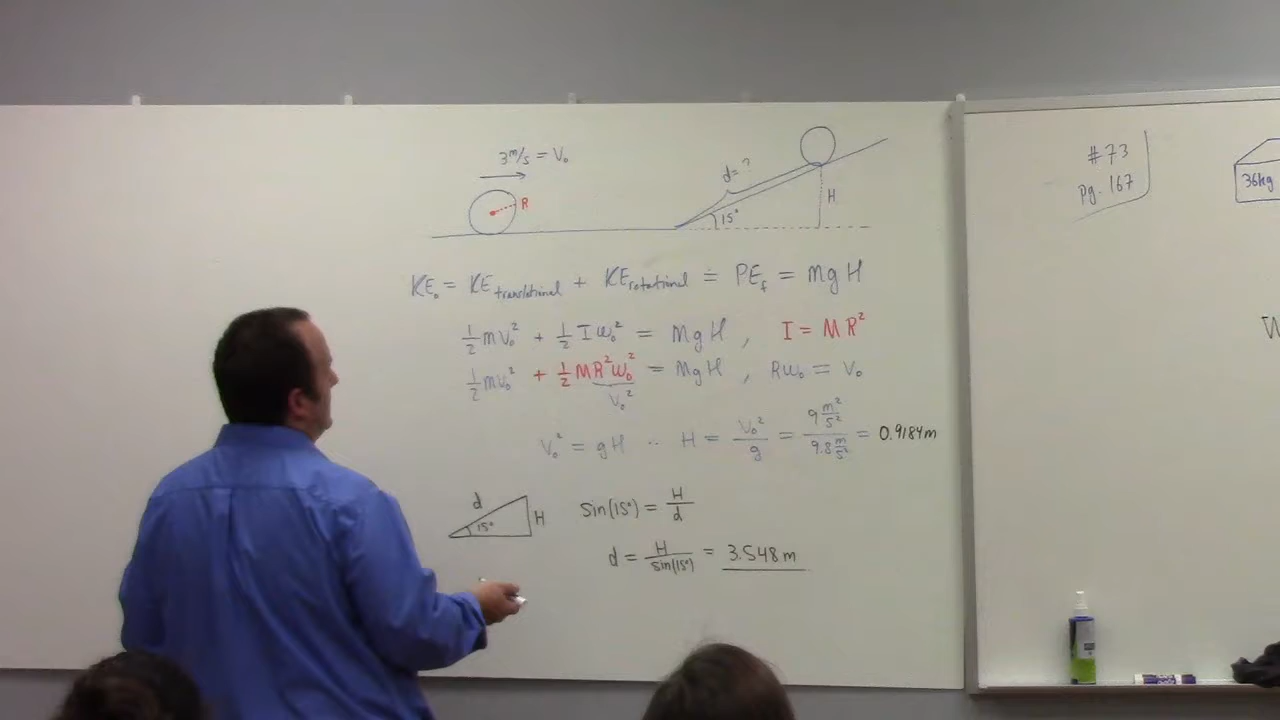 3 m/s = V₀
R
d = ?
15°
H
KE₀ = KE translational + KE rotational = PE_f = mgH
½mV₀² + ½Iω₀² = MgH , I = MR²
½mv₀² + ½MR²ω₀² = MgH , Rω₀ = V₀
V₀²
V₀² = gH ∴ H = V₀²/g = 9 m²/s² / 9.8 m/s² = 0.9184m
d
15°
H
sin(15°) = H/d
d = H/sin(15°) = 3.548 m
#73
pg. 167
36kg
W